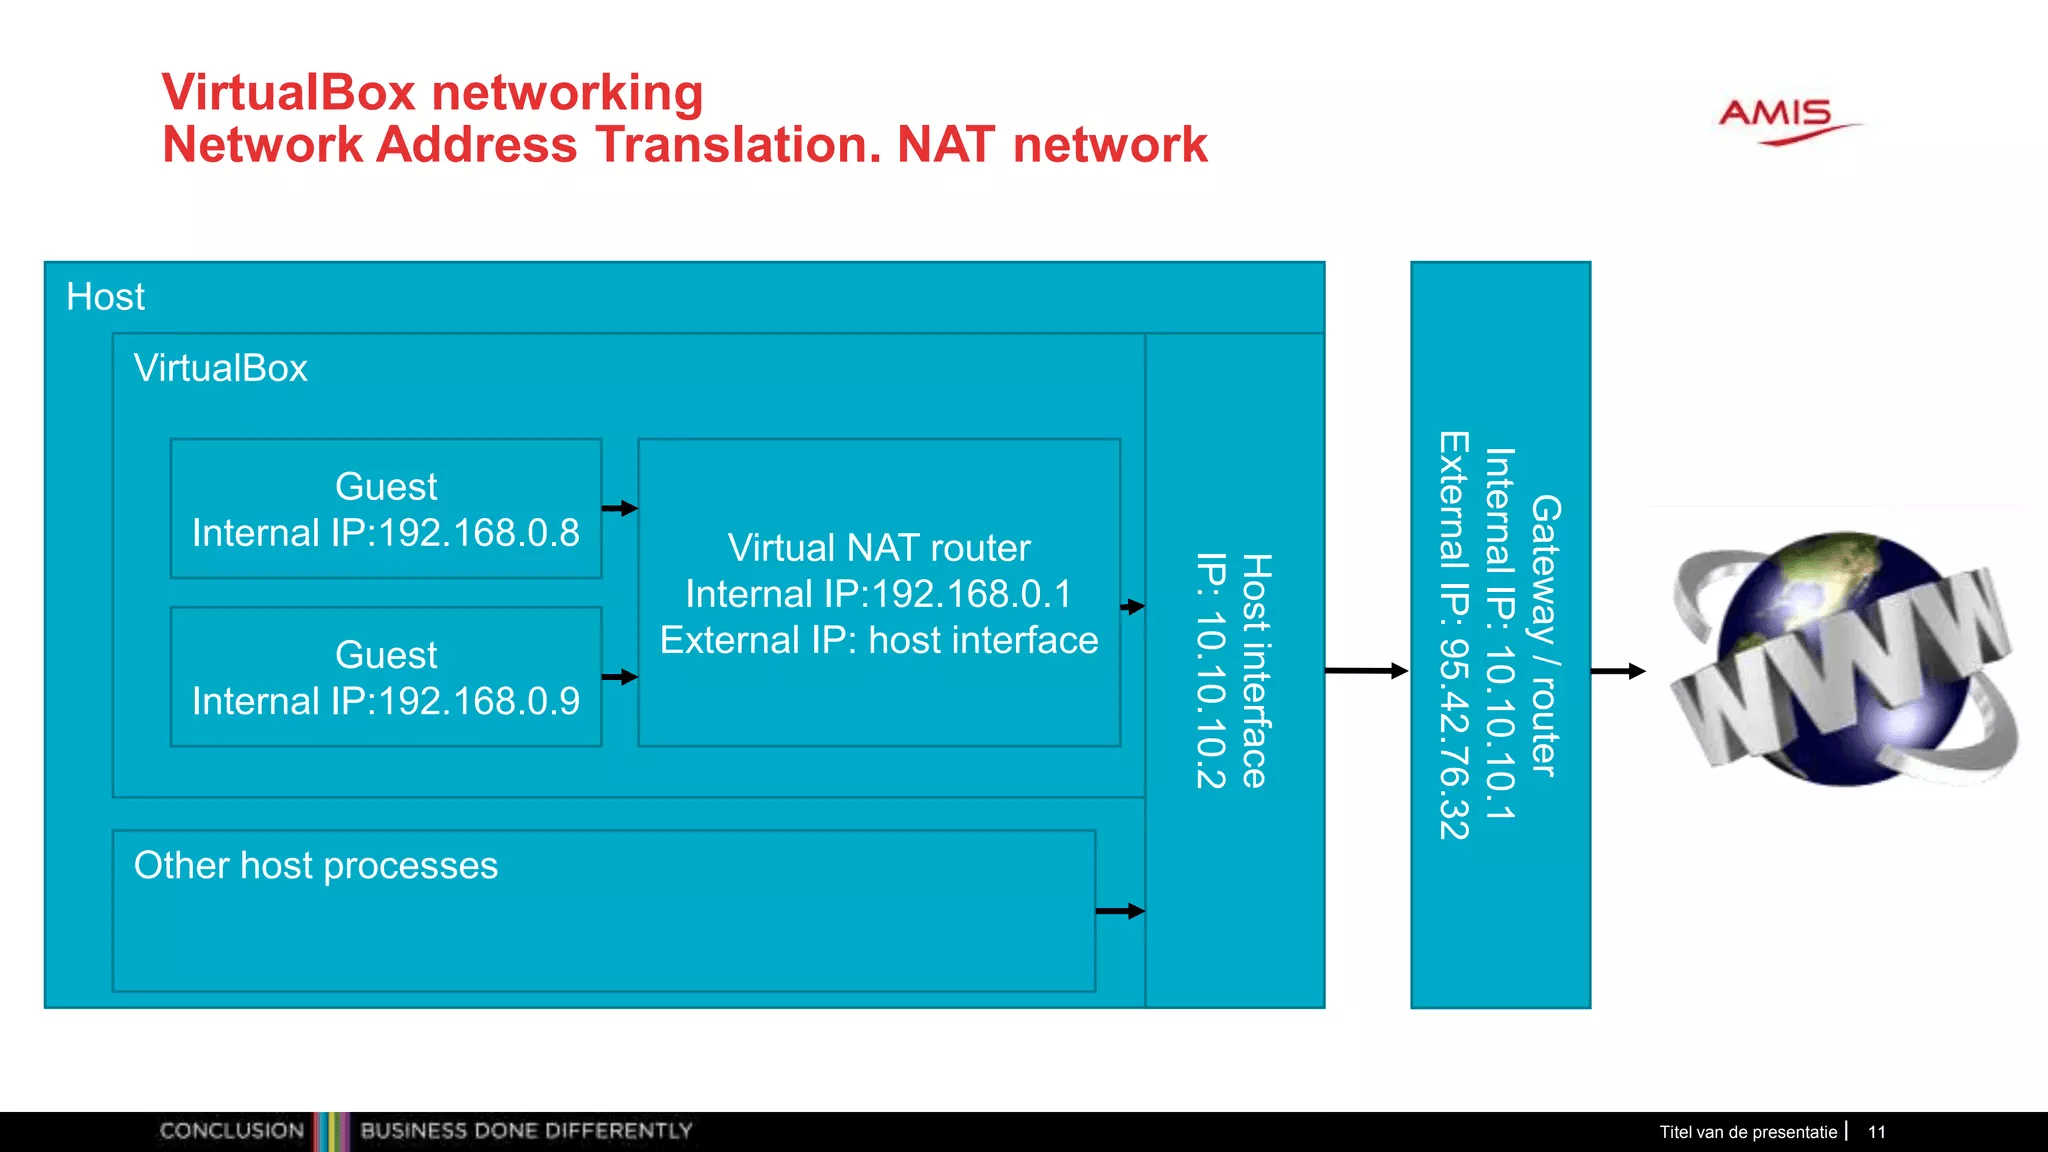 VirtualBox networking
Network Address Translation. NAT network
AMIS
Host
VirtualBox
Guest
Internal IP:192.168.0.8
Guest
Internal IP:192.168.0.9
Virtual NAT router
Internal IP:192.168.0.1
External IP: host interface
Other host processes
Host interface
IP: 10.10.10.2
Gateway / router
Internal IP: 10.10.10.1
External IP: 95.42.76.32
WWW
CONCLUSION BUSINESS DONE DIFFERENTLY
Titel van de presentatie | 11